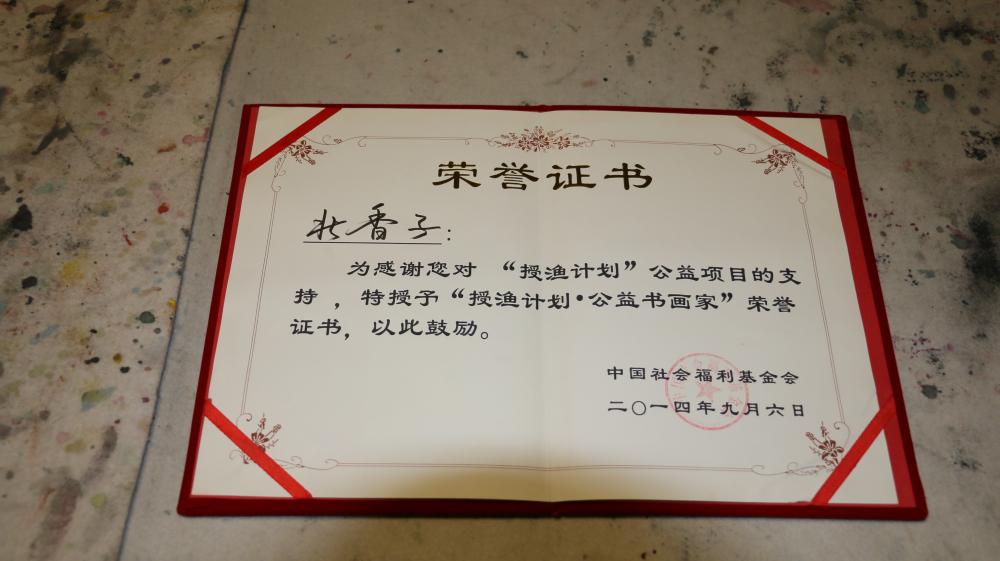 荣誉证书
北香子:
为感谢您对 “授渔计划”公益项目的支
持，特授予“授渔计划•公益书画家”荣誉
证书，以此鼓励。
中国社会福利基金会
二〇一四年九月六日